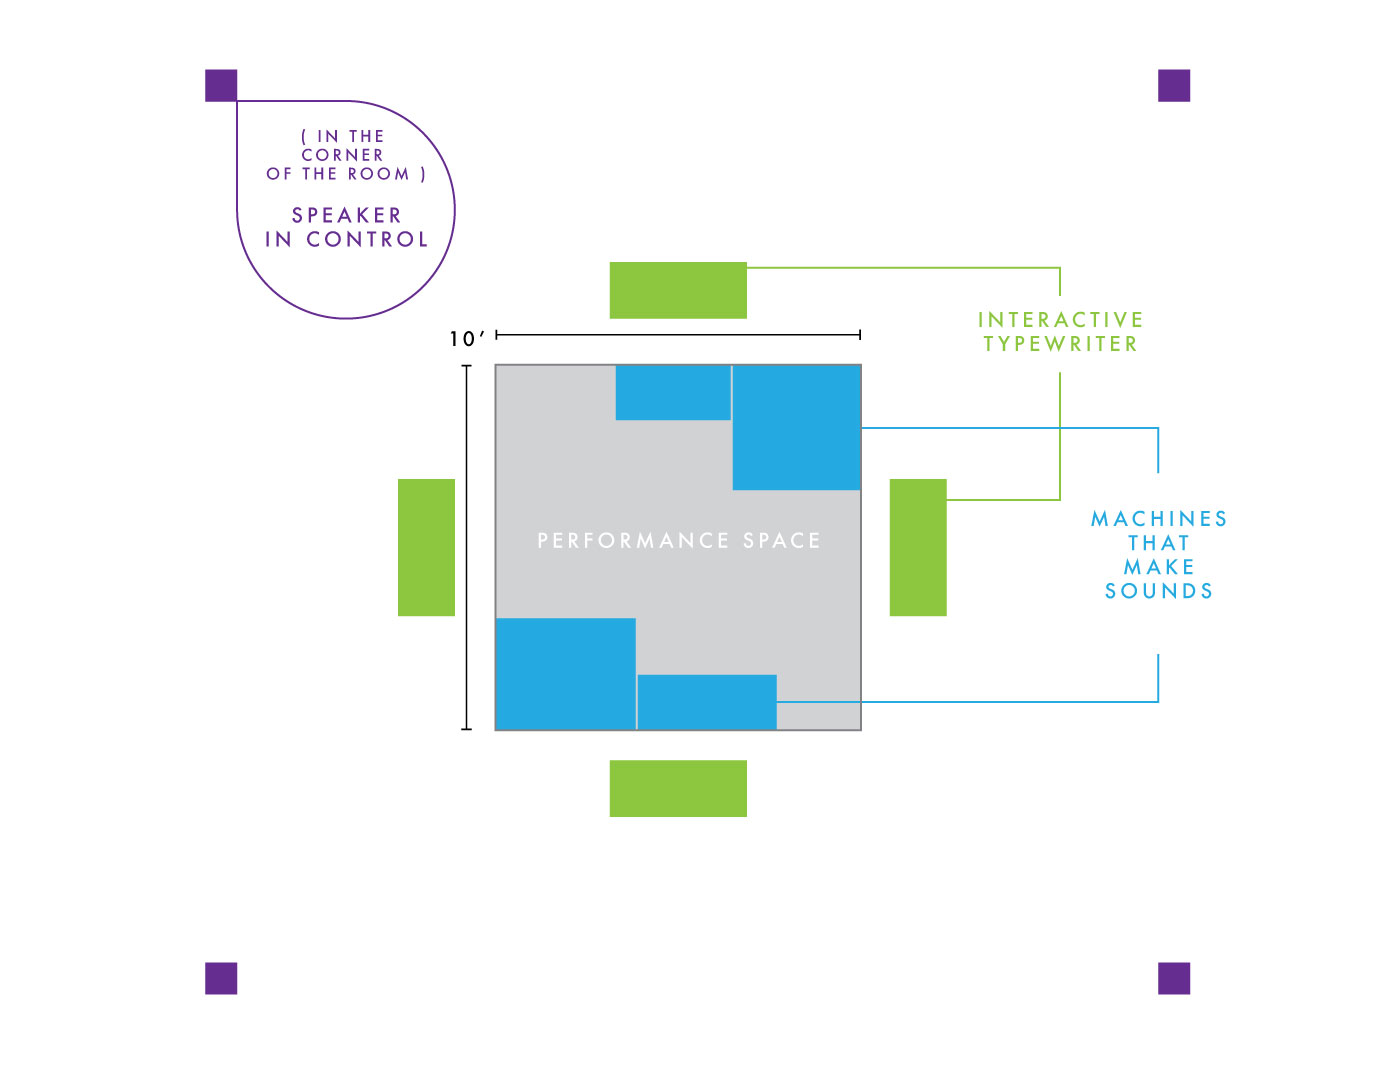 ( IN THE
CORNER
OF THE ROOM )
SPEAKER
IN CONTROL
10′
INTERACTIVE
TYPEWRITER
PERFORMANCE SPACE
MACHINES
THAT
MAKE
SOUNDS